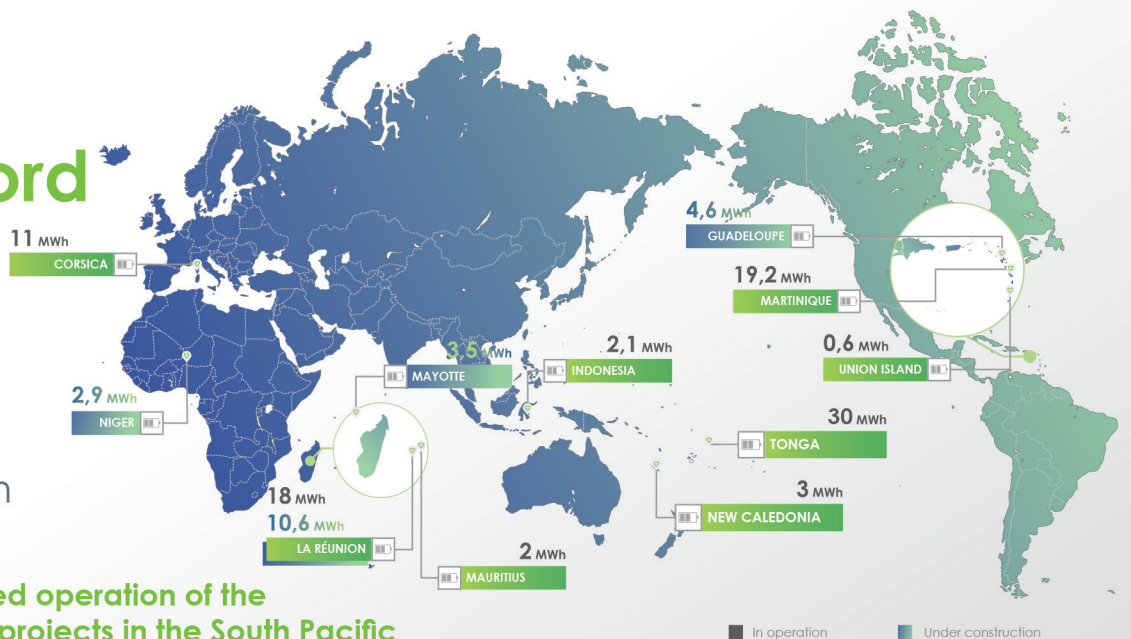 ord
11 MWh
CORSICA
4,6 MWh
GUADELOUPE
19,2 MWh
MARTINIQUE
0,6 MWh
UNION ISLAND
3,5 MWh
MAYOTTE
2,1 MWh
INDONESIA
2,9 MWh
NIGER
30 MWh
TONGA
3 MWh
NEW CALEDONIA
18 MWh
10,6 MWh
LA RÉUNION
2 MWh
MAURITIUS
n
ed operation of the
projects in the South Pacific
In operation
Under construction